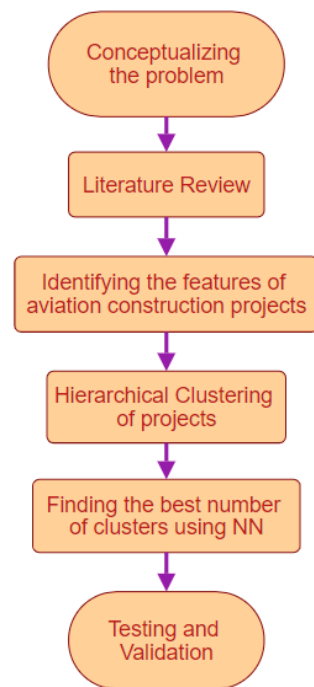 Conceptualizing
the problem
Literature Review
Identifying the features of
aviation construction projects
Hierarchical Clustering
of projects
Finding the best number
of clusters using NN
Testing and
Validation